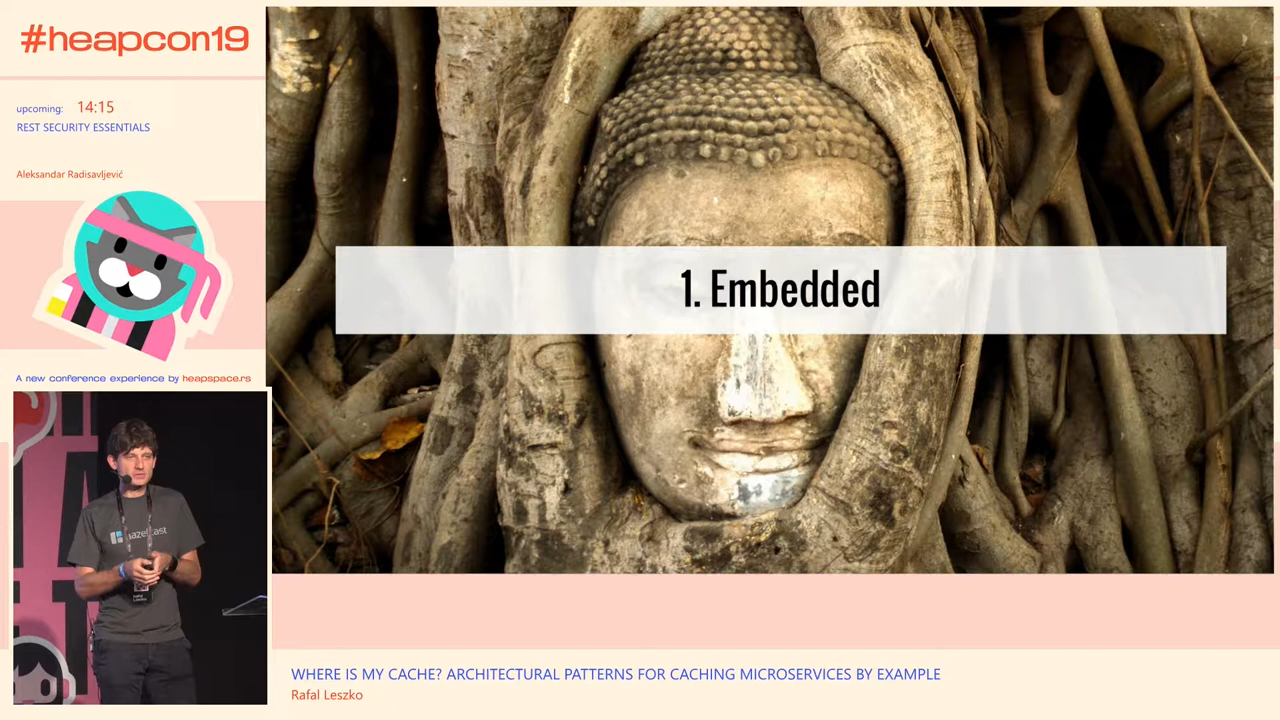 #heapcon19
upcoming: 14:15
REST SECURITY ESSENTIALS
Aleksandar Radisavljević
A new conference experience by heapspace.rs
1. Embedded
hazelcast
WHERE IS MY CACHE? ARCHITECTURAL PATTERNS FOR CACHING MICROSERVICES BY EXAMPLE
Rafal Leszko